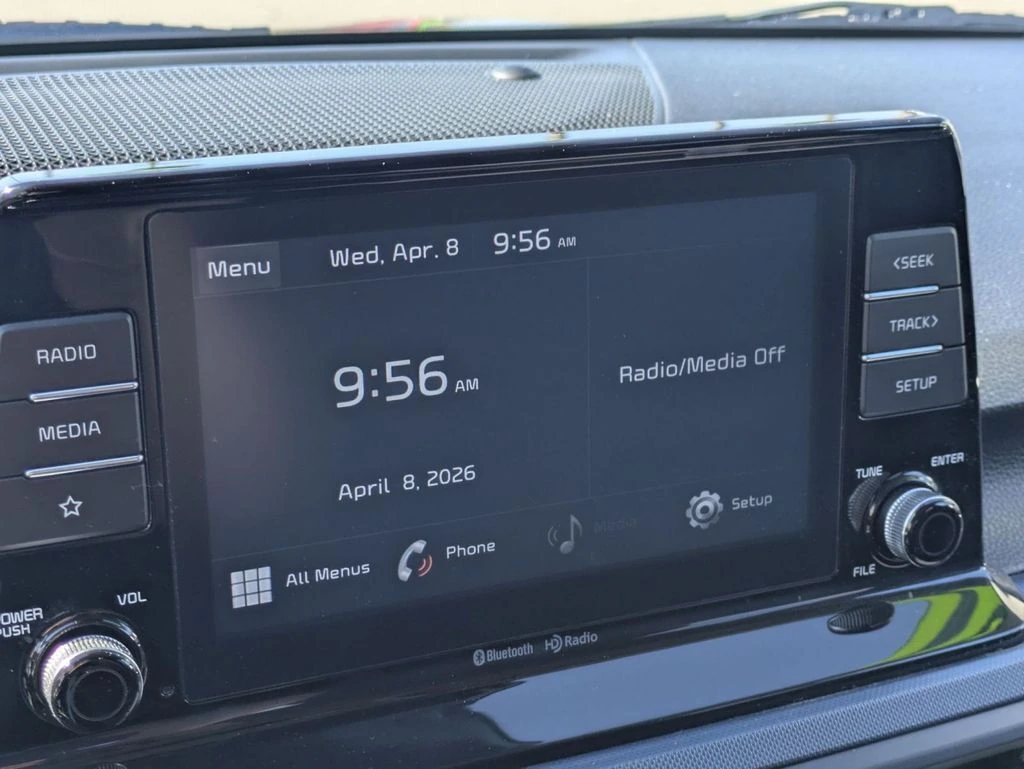 Menu
Wed, Apr. 8 9:56 AM
<SEEK
TRACK>
SETUP
RADIO
MEDIA
9:56 AM
Radio/Media Off
April 8, 2026
TUNE
ENTER
FILE
All Menus
Phone
Media
Setup
POWER
PUSH
VOL
Bluetooth HD Radio